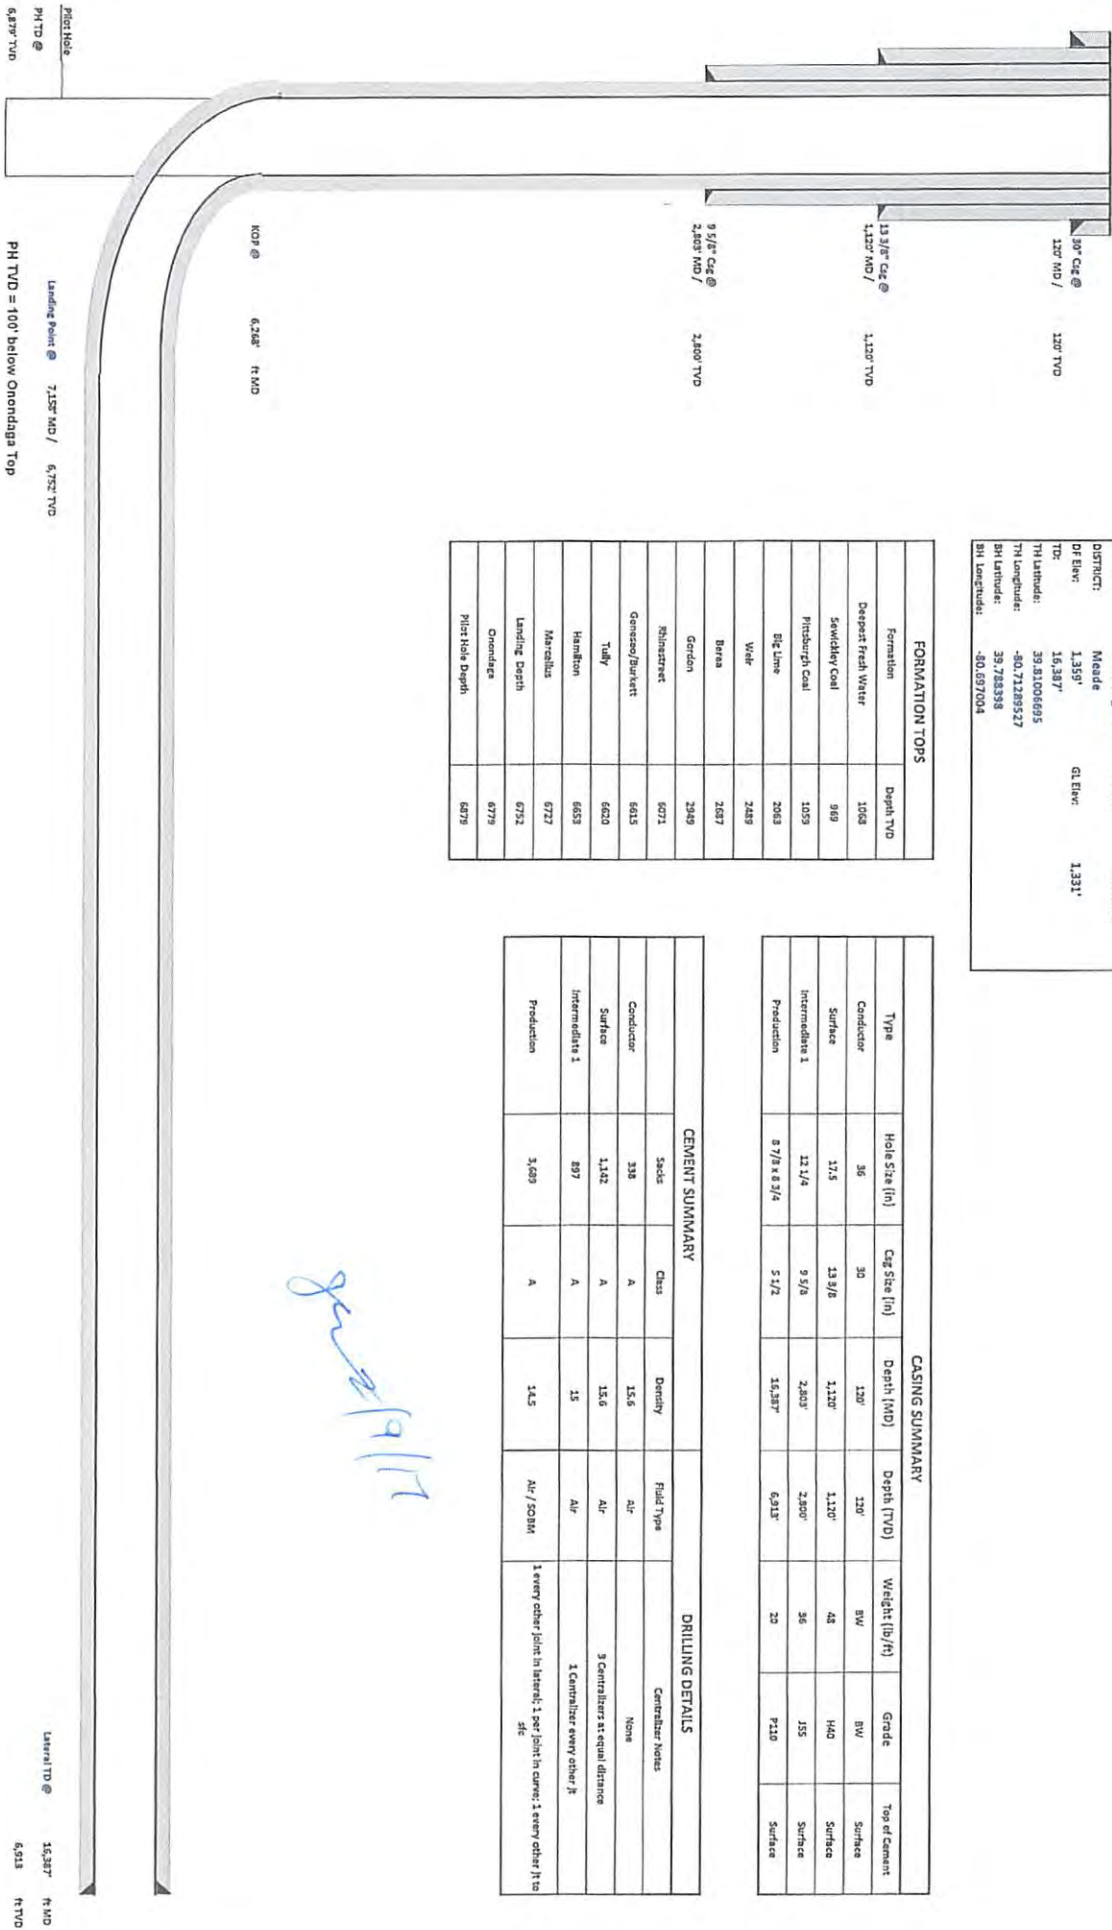 DISTRICT: Meade
DF Elev: 1,359' GL Elev: 1,331'
TD: 16,387'
TH Latitude: 39.81006695
TH Longitude: -80.71289527
BH Latitude: 39.788398
BH Longitude: -80.697004
30" Csg @
120' MD / 120' TVD
13 3/8" Csg @
1,120' MD / 1,120' TVD
9 5/8" Csg @
2,803' MD / 2,800' TVD
FORMATION TOPS
Formation Depth TVD
Deepest Fresh Water 1068
Sewickley Coal 969
Pittsburgh Coal 1059
Big Lime 2063
Weir 2489
Berea 2687
Gordon 2949
Rhinestreet 6071
Geneseo/Burkett 6615
Tully 6620
Hamilton 6653
Marcellus 6727
Landing Depth 6752
Onondaga 6779
Pilot Hole Depth 6879
CASING SUMMARY
Type Hole Size (in) Csg Size (in) Depth (MD) Depth (TVD) Weight (lb/ft) Grade Top of Cement
Conductor 36 30 120' 120' BW BW Surface
Surface 17.5 13 3/8 1,120' 1,120' 48 H40 Surface
Intermediate 1 12 1/4 9 5/8 2,803' 2,800' 36 J55 Surface
Production 8 7/8 x 8 3/4 5 1/2 16,387' 6,913' 20 P110 Surface
CEMENT SUMMARY DRILLING DETAILS
Sacks Class Density Fluid Type Centralizer Notes
Conductor 338 A 15.6 Air None
Surface 1,142 A 15.6 Air 3 Centralizers at equal distance
Intermediate 1 897 A 15 Air 1 Centralizer every other jt
Production 3,689 A 14.5 Air / SOBM 1 every other joint in lateral; 1 per joint in curve; 1 every other jt to
sfc
KOP @ 6,268' ft MD
Landing Point @ 7,158' MD / 6,752' TVD
Pilot Hole
PH TD @
6,879' TVD
PH TVD = 100' below Onondaga Top
Lateral TD @ 16,387' ft MD
6,913 ft TVD